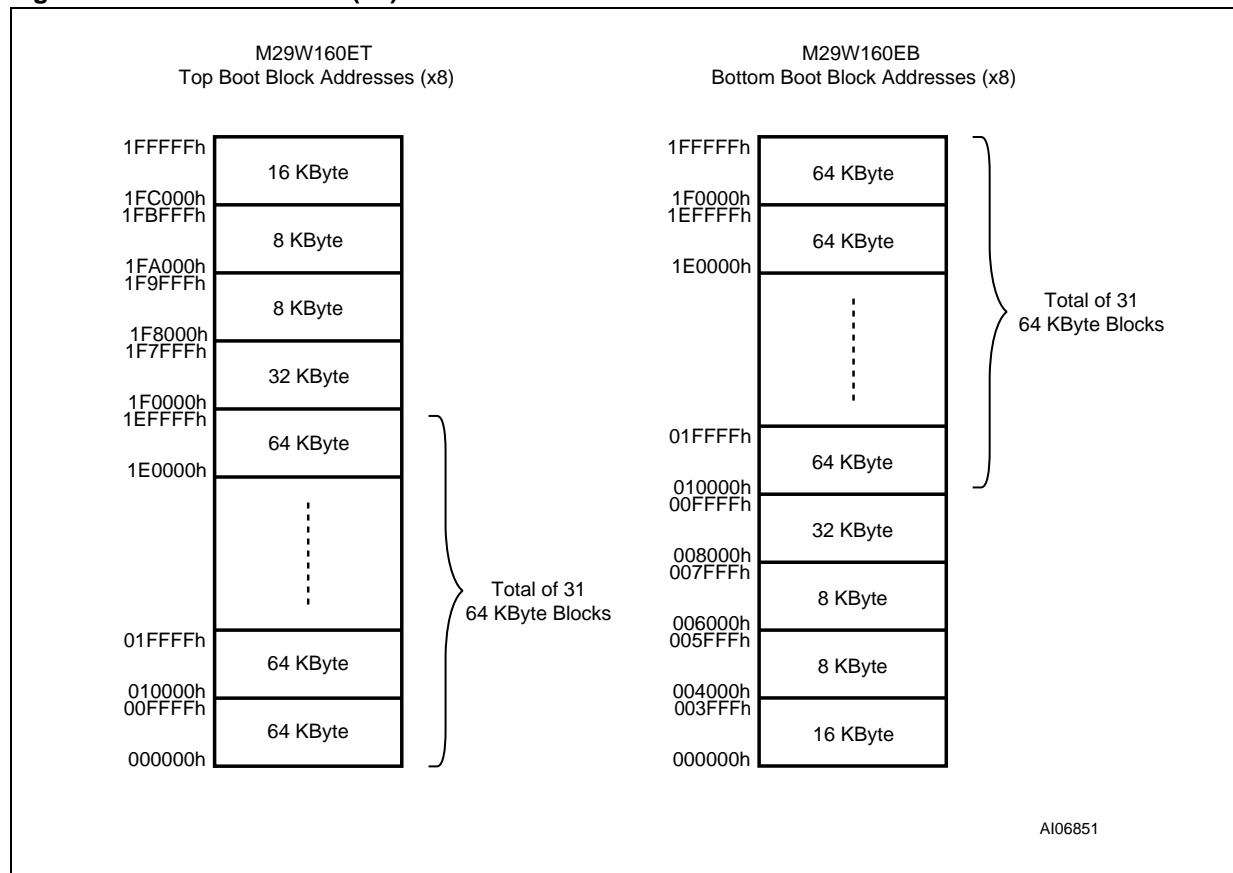 M29W160ET
Top Boot Block Addresses (x8)
1FFFFFh
16 KByte
1FC000h
1FBFFFh
8 KByte
1FA000h
1F9FFFh
8 KByte
1F8000h
1F7FFFh
32 KByte
1F0000h
1EFFFFh
64 KByte
1E0000h
Total of 31
64 KByte Blocks
01FFFFh
64 KByte
010000h
00FFFFh
64 KByte
000000h
M29W160EB
Bottom Boot Block Addresses (x8)
1FFFFFh
64 KByte
1F0000h
1EFFFFh
64 KByte
1E0000h
Total of 31
64 KByte Blocks
01FFFFh
64 KByte
010000h
00FFFFh
32 KByte
008000h
007FFFh
8 KByte
006000h
005FFFh
8 KByte
004000h
003FFFh
16 KByte
000000h
AI06851